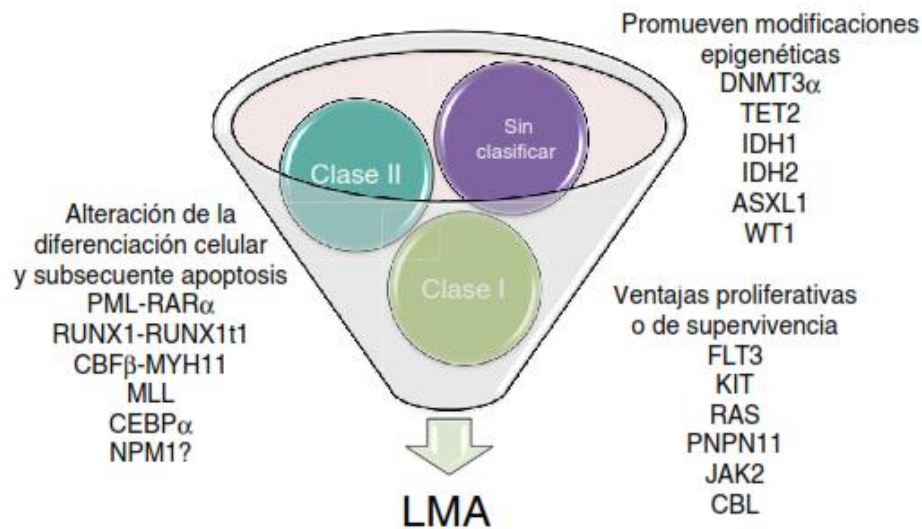 Promueven modificaciones
epigenéticas
DNMT3α
TET2
IDH1
IDH2
ASXL1
WT1
Sin
clasificar
Clase II
Clase I
Alteración de la
diferenciación celular
y subsecuente apoptosis
PML-RARα
RUNX1-RUNX1t1
CBFβ-MYH11
MLL
CEBPα
NPM1?
Ventajas proliferativas
o de supervivencia
FLT3
KIT
RAS
PNPN11
JAK2
CBL
LMA